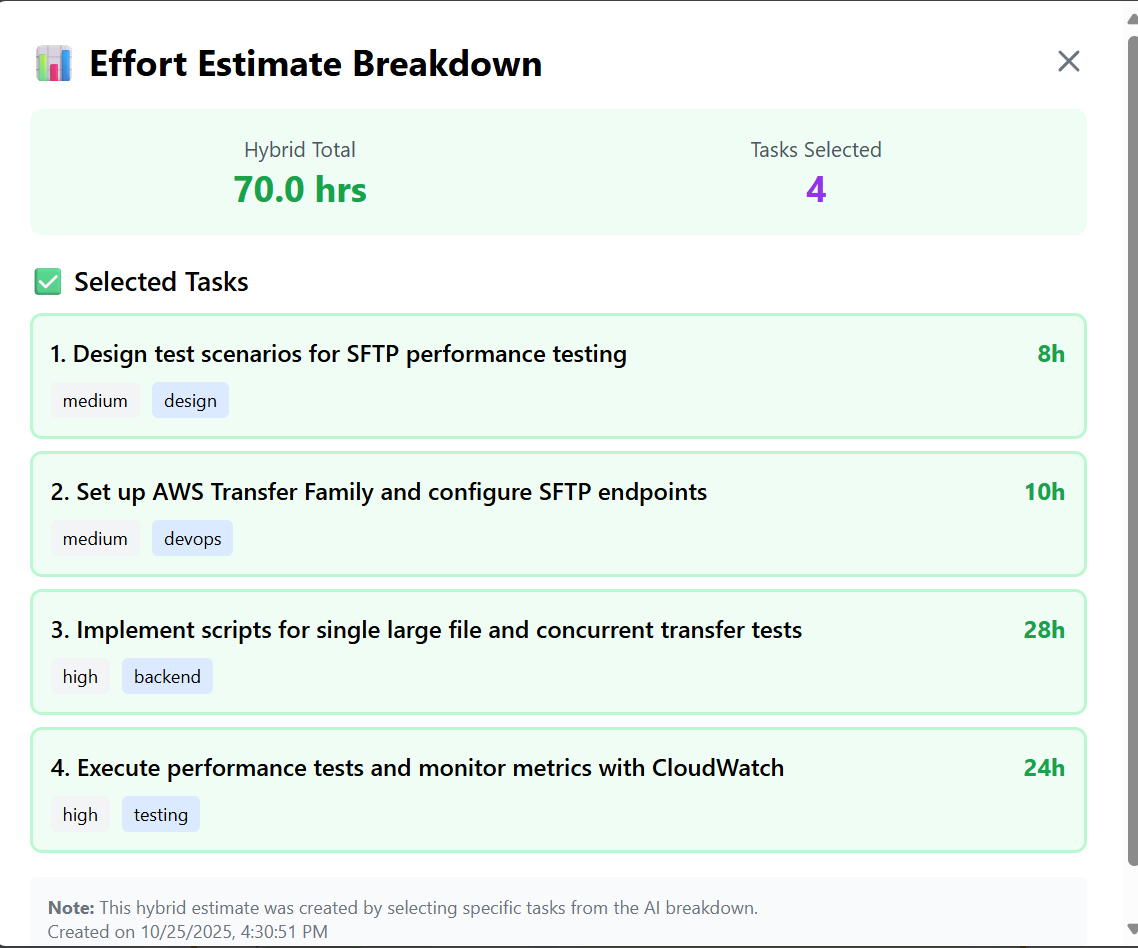 Effort Estimate Breakdown
Hybrid Total
Tasks Selected
70.0 hrs
4
Selected Tasks
1. Design test scenarios for SFTP performance testing
8h
medium
design
2. Set up AWS Transfer Family and configure SFTP endpoints
10h
medium
devops
3. Implement scripts for single large file and concurrent transfer tests
28h
high
backend
4. Execute performance tests and monitor metrics with CloudWatch
24h
high
testing
Note: This hybrid estimate was created by selecting specific tasks from the AI breakdown.
Created on 10/25/2025, 4:30:51 PM